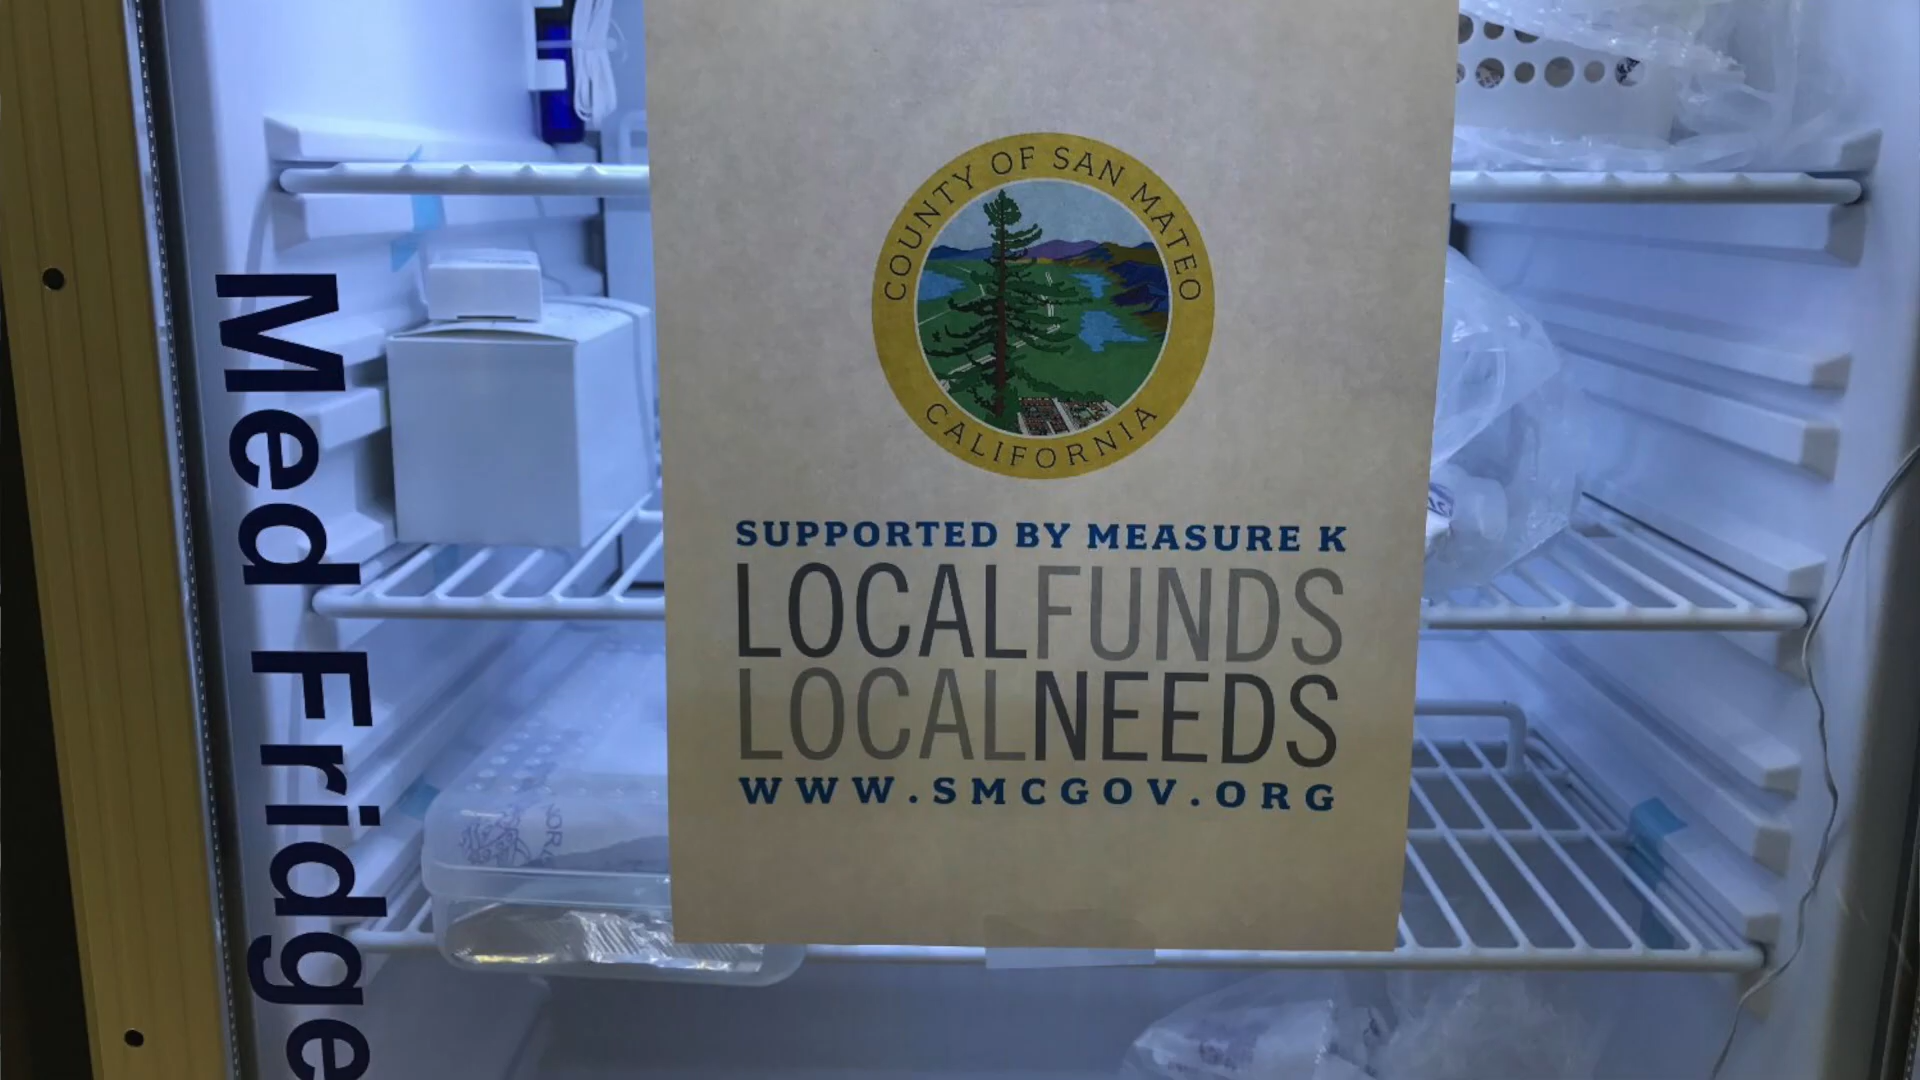 Med Fridge
COUNTY OF SAN MATEO
CALIFORNIA
SUPPORTED BY MEASURE K
LOCALFUNDS
LOCALNEEDS
WWW.SMCGOV.ORG